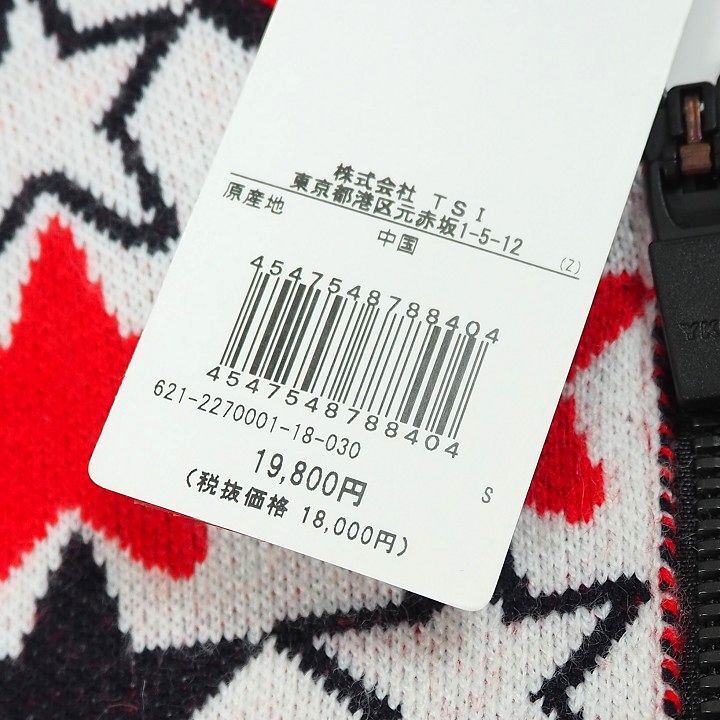 株式会社 TSI
東京都港区元赤坂1-5-12
原産地
中国
(Z)
4547548788404
4547548788404
621-2270001-18-030
19,800円
S
(税抜価格 18,000円)